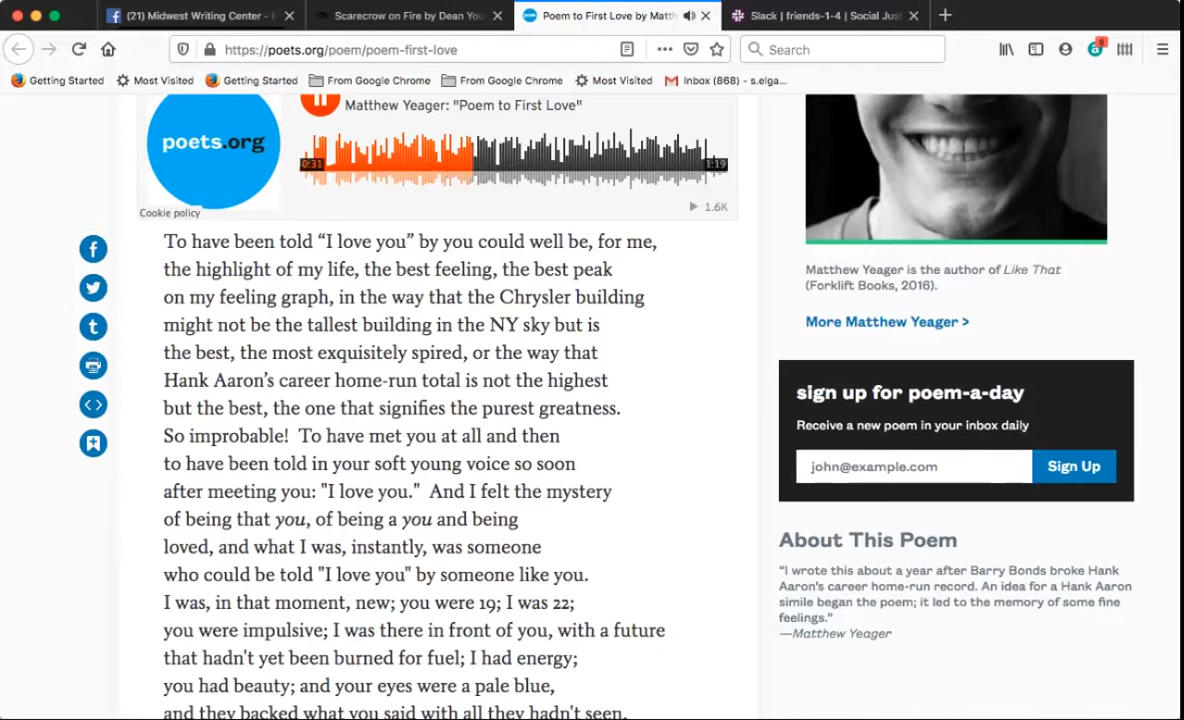 (21) Midwest Writing Center -
Scarecrow on Fire by Dean You
Poem to First Love by Matth
Slack | friends-1-4 | Social Just
https://poets.org/poem/poem-first-love
Search
8
Getting Started
Most Visited
Getting Started
From Google Chrome
From Google Chrome
Most Visited
Inbox (868) - s.elga...
poets.org
Matthew Yeager: "Poem to First Love"
0:31
1:19
Cookie policy
1.6K
To have been told “I love you” by you could well be, for me,
the highlight of my life, the best feeling, the best peak
on my feeling graph, in the way that the Chrysler building
might not be the tallest building in the NY sky but is
the best, the most exquisitely spired, or the way that
Hank Aaron’s career home-run total is not the highest
but the best, the one that signifies the purest greatness.
So improbable!  To have met you at all and then
to have been told in your soft young voice so soon
after meeting you: "I love you."  And I felt the mystery
of being that you, of being a you and being
loved, and what I was, instantly, was someone
who could be told "I love you" by someone like you.
I was, in that moment, new; you were 19; I was 22;
you were impulsive; I was there in front of you, with a future
that hadn't yet been burned for fuel; I had energy;
you had beauty; and your eyes were a pale blue,
and they backed what you said with all they hadn't seen,
Matthew Yeager is the author of Like That
(Forklift Books, 2016).
More Matthew Yeager >
sign up for poem-a-day
Receive a new poem in your inbox daily
john@example.com
Sign Up
About This Poem
“I wrote this about a year after Barry Bonds broke Hank
Aaron's career home-run record. An idea for a Hank Aaron
simile began the poem; it led to the memory of some fine
feelings.”
—Matthew Yeager